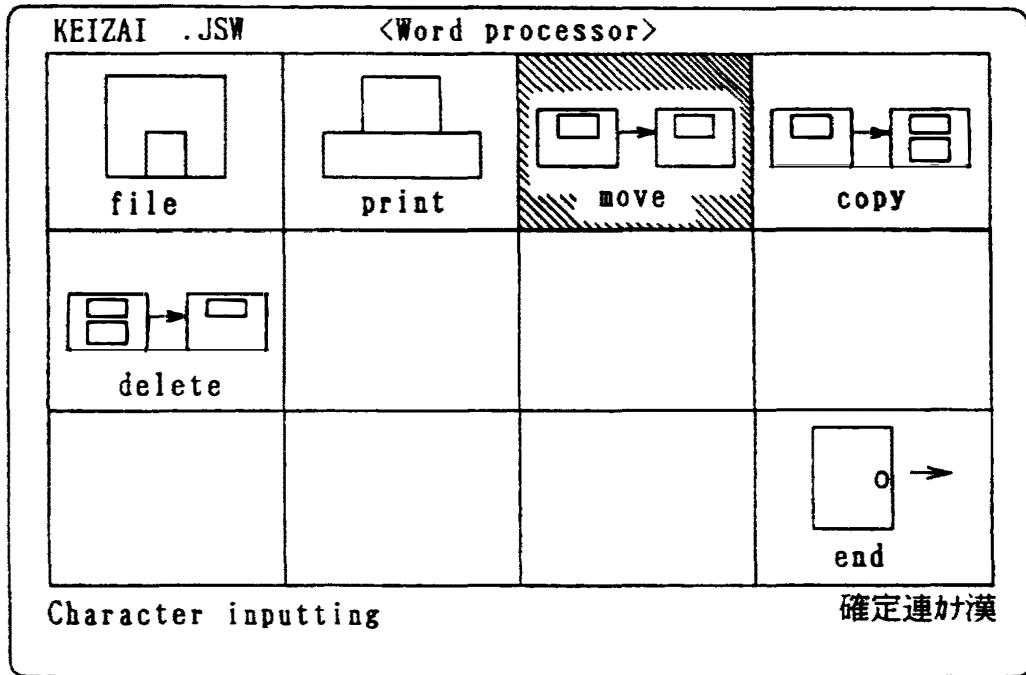 KEIZAI .JSW <Word processor>
file print move copy
delete
end
Character inputting 確定連カナ漢